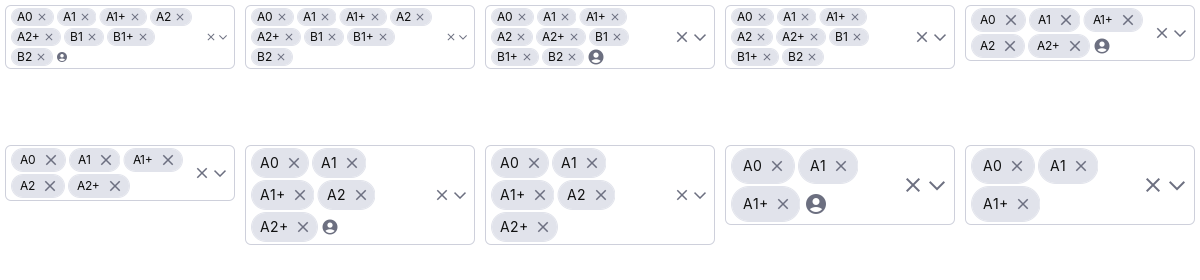 A0 A1 A1+ A2
A2+ B1 B1+
B2
A0 A1 A1+ A2
A2+ B1 B1+
B2
A0 A1 A1+
A2 A2+ B1
B1+ B2
A0 A1 A1+
A2 A2+ B1
B1+ B2
A0 A1 A1+
A2 A2+
A0 A1 A1+
A2 A2+
A0 A1
A1+ A2
A2+
A0 A1
A1+ A2
A2+
A0 A1
A1+
A0 A1
A1+